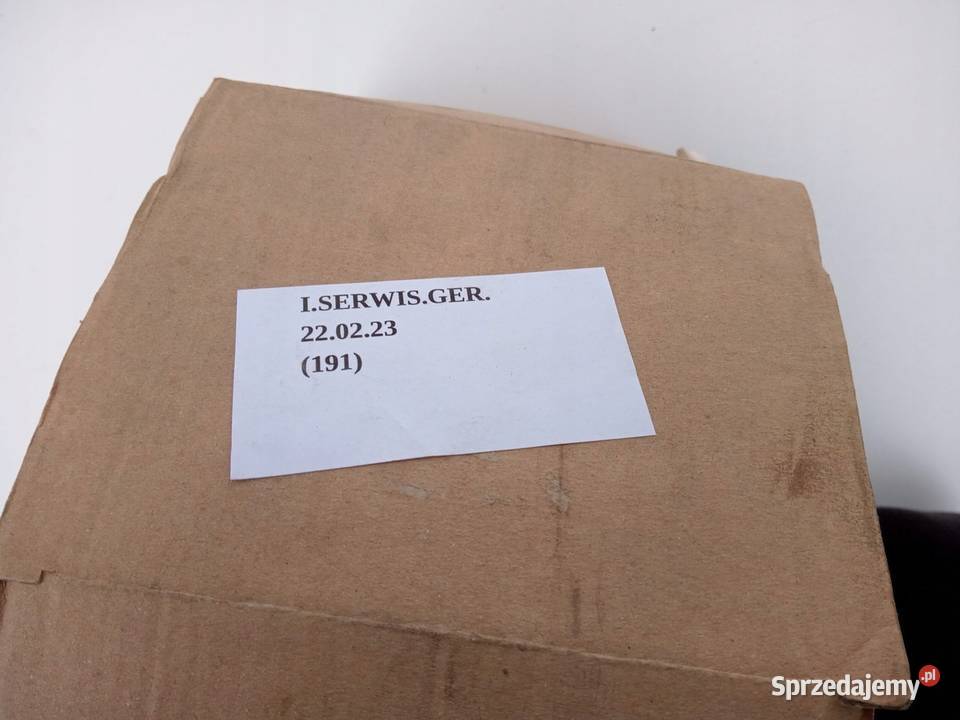 I.SERWIS.GER.
22.02.23
(191)
Sprzedajemy.pl